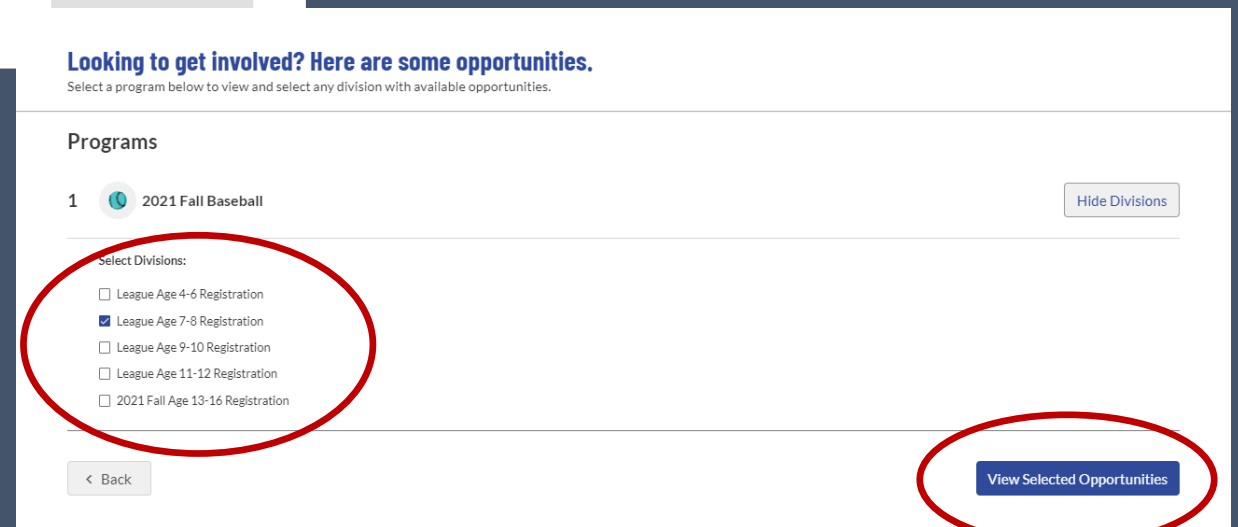 Looking to get involved? Here are some opportunities.
Select a program below to view and select any division with available opportunities.
Programs
1 2021 Fall Baseball
Hide Divisions
Select Divisions:
League Age 4-6 Registration
League Age 7-8 Registration
League Age 9-10 Registration
League Age 11-12 Registration
2021 Fall Age 13-16 Registration
< Back
View Selected Opportunities